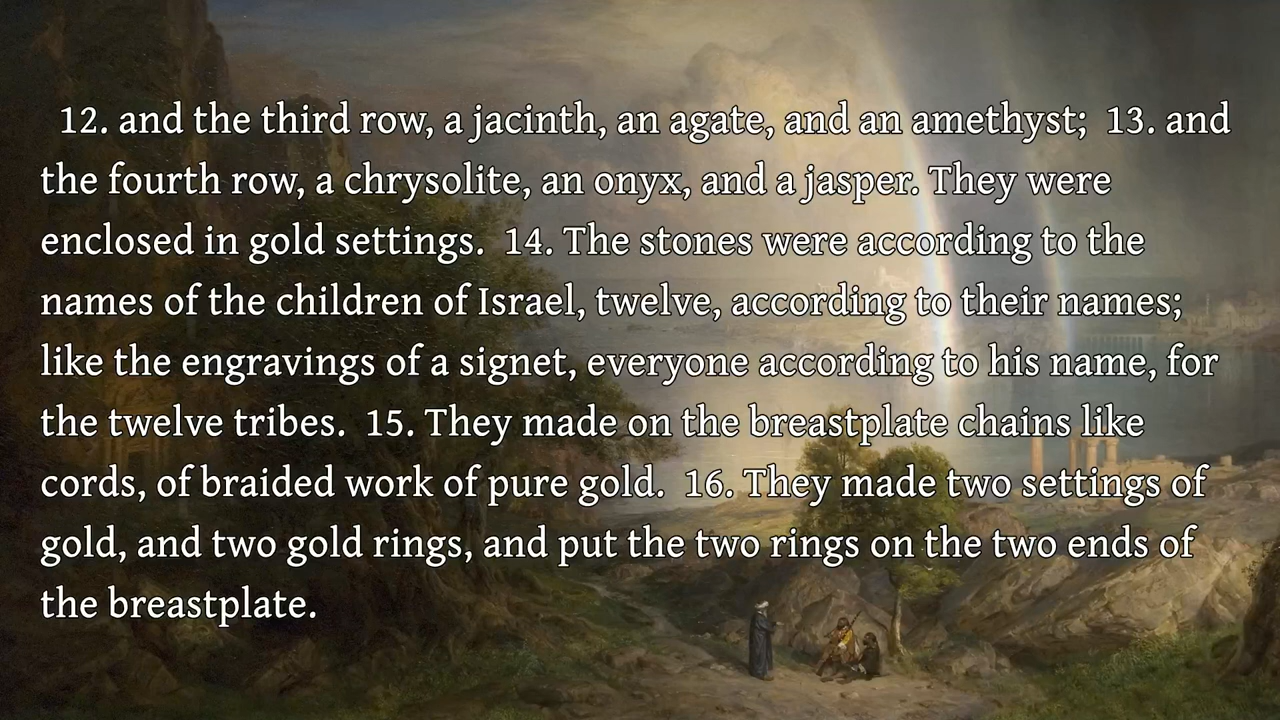 12. and the third row, a jacinth, an agate, and an amethyst; 13. and
the fourth row, a chrysolite, an onyx, and a jasper. They were
enclosed in gold settings. 14. The stones were according to the
names of the children of Israel, twelve, according to their names;
like the engravings of a signet, everyone according to his name, for
the twelve tribes. 15. They made on the breastplate chains like
cords, of braided work of pure gold. 16. They made two settings of
gold, and two gold rings, and put the two rings on the two ends of
the breastplate.